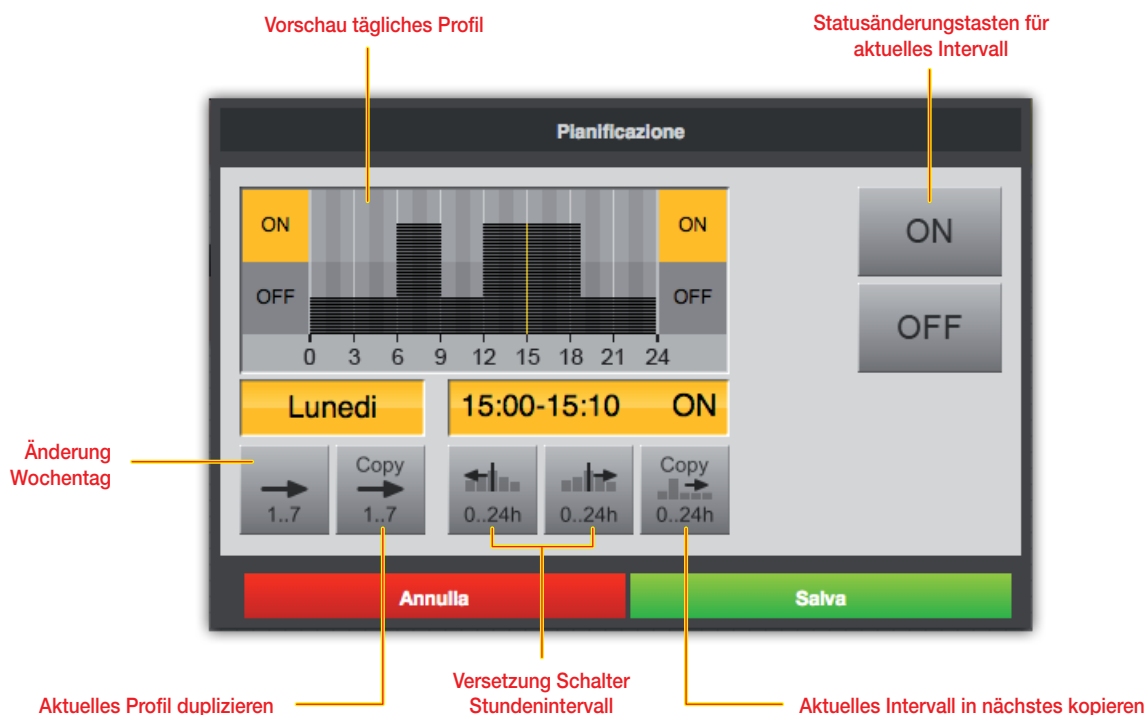 Vorschau tägliches Profil
Statusänderungstasten für
aktuelles Intervall
Pianificazione
ON
ON
OFF
OFF
0 3 6 9 12 15 18 21 24
ON
OFF
Lunedi
15:00-15:10 ON
Änderung
Wochentag
1..7
Copy
1..7
0..24h
0..24h
Copy
0..24h
Annulla
Salva
Aktuelles Profil duplizieren
Versetzung Schalter
Stundenintervall
Aktuelles Intervall in nächstes kopieren